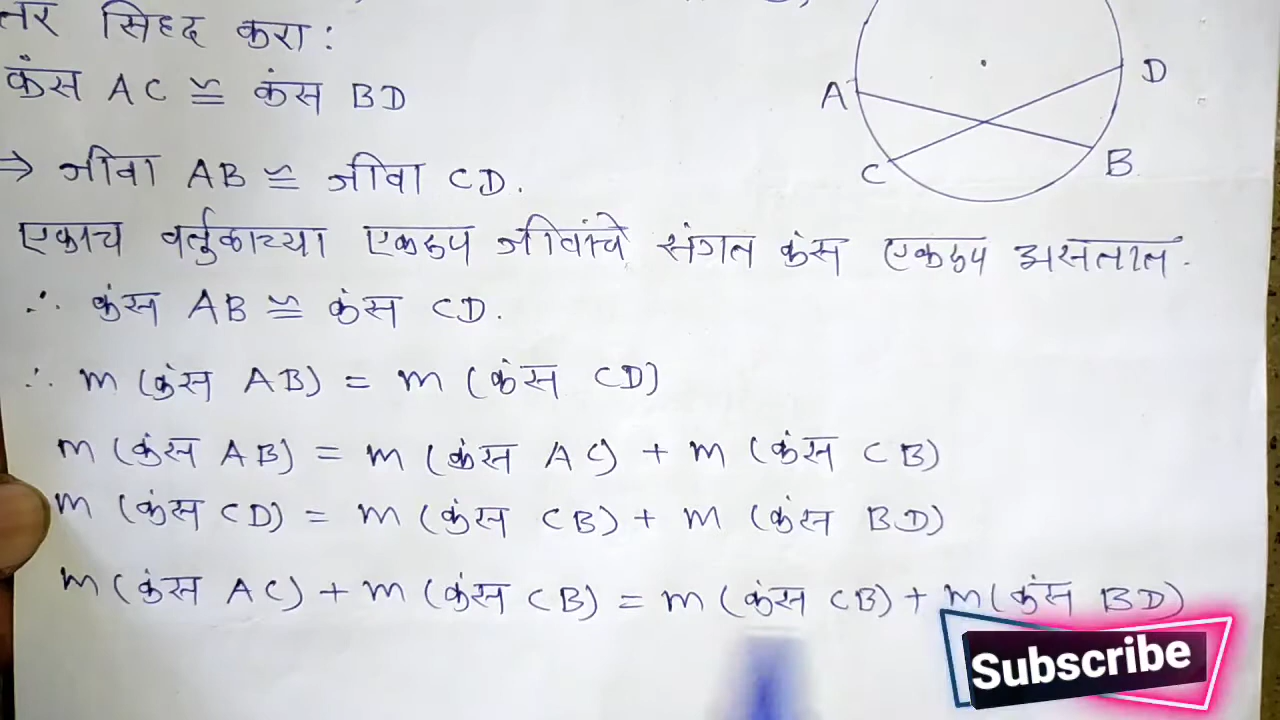 तर सिद्द करा :
कंस AC ≅ कंस BD
⇒ जीवा AB ≅ जीवा CD.
एकाच वर्तुळाच्या एकरूप जीवांचे संगत कंस एकरूप असतात.
∴ कंस AB ≅ कंस CD.
∴ m (कंस AB) = m (कंस CD)
m (कंस AB) = m (कंस AC) + m (कंस CB)
m (कंस CD) = m (कंस CB) + m (कंस BD)
m (कंस AC) + m (कंस CB) = m (कंस CB) + m (कंस BD)
A
D
C
B
Subscribe